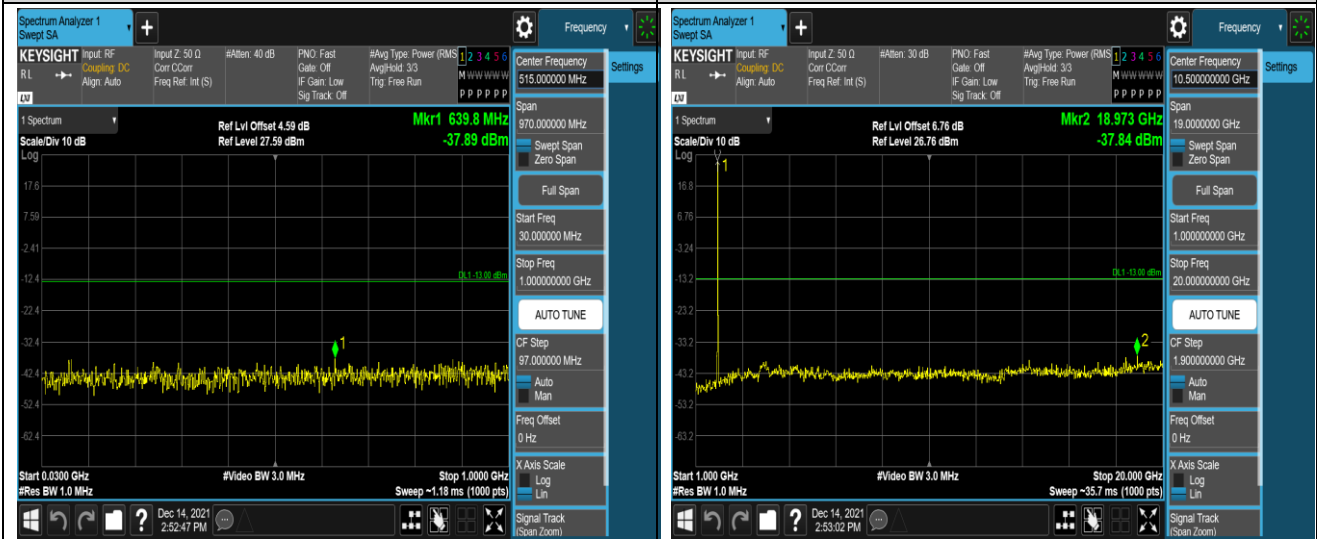 Spectrum Analyzer 1
Swept SA
+
Frequency
KEYSIGHT
RL
LXI
Input: RF
Coupling: DC
Align: Auto
Input Z: 50 Ω
Corr CCorr
Freq Ref: Int (S)
#Atten: 40 dB
PNO: Fast
Gate: Off
IF Gain: Low
Sig Track: Off
#Avg Type: Power (RMS
Avg|Hold: 3/3
Trig: Free Run
1 2 3 4 5 6
M W W W W W
P P P P P P
1 Spectrum
Scale/Div 10 dB
Log
Ref Lvl Offset 4.59 dB
Ref Level 27.59 dBm
Mkr1 639.8 MHz
-37.89 dBm
17.6
7.59
-2.41
-12.4
-22.4
-32.4
-42.4
-52.4
-62.4
DL1 -13.00 dBm
1
Start 0.0300 GHz
#Res BW 1.0 MHz
#Video BW 3.0 MHz
Stop 1.0000 GHz
Sweep ~1.18 ms (1000 pts)
Center Frequency
515.000000 MHz
Settings
Span
970.000000 MHz
Swept Span
Zero Span
Full Span
Start Freq
30.000000 MHz
Stop Freq
1.000000000 GHz
AUTO TUNE
CF Step
97.000000 MHz
Auto
Man
Freq Offset
0 Hz
X Axis Scale
Log
Lin
Signal Track
(Span Zoom)
?
Dec 14, 2021
2:52:47 PM
Spectrum Analyzer 1
Swept SA
+
Frequency
KEYSIGHT
RL
LXI
Input: RF
Coupling: DC
Align: Auto
Input Z: 50 Ω
Corr CCorr
Freq Ref: Int (S)
#Atten: 30 dB
PNO: Fast
Gate: Off
IF Gain: Low
Sig Track: Off
#Avg Type: Power (RMS
Avg|Hold: 3/3
Trig: Free Run
1 2 3 4 5 6
M W W W W W
P P P P P P
1 Spectrum
Scale/Div 10 dB
Log
Ref Lvl Offset 6.76 dB
Ref Level 26.76 dBm
Mkr2 18.973 GHz
-37.84 dBm
1
16.8
6.76
-3.24
-13.2
-23.2
-33.2
-43.2
-53.2
-63.2
DL1 -13.00 dBm
2
Start 1.000 GHz
#Res BW 1.0 MHz
#Video BW 3.0 MHz
Stop 20.000 GHz
Sweep ~35.7 ms (1000 pts)
Center Frequency
10.500000000 GHz
Settings
Span
19.0000000 GHz
Swept Span
Zero Span
Full Span
Start Freq
1.000000000 GHz
Stop Freq
20.000000000 GHz
AUTO TUNE
CF Step
1.900000000 GHz
Auto
Man
Freq Offset
0 Hz
X Axis Scale
Log
Lin
Signal Track
(Span Zoom)
?
Dec 14, 2021
2:53:02 PM